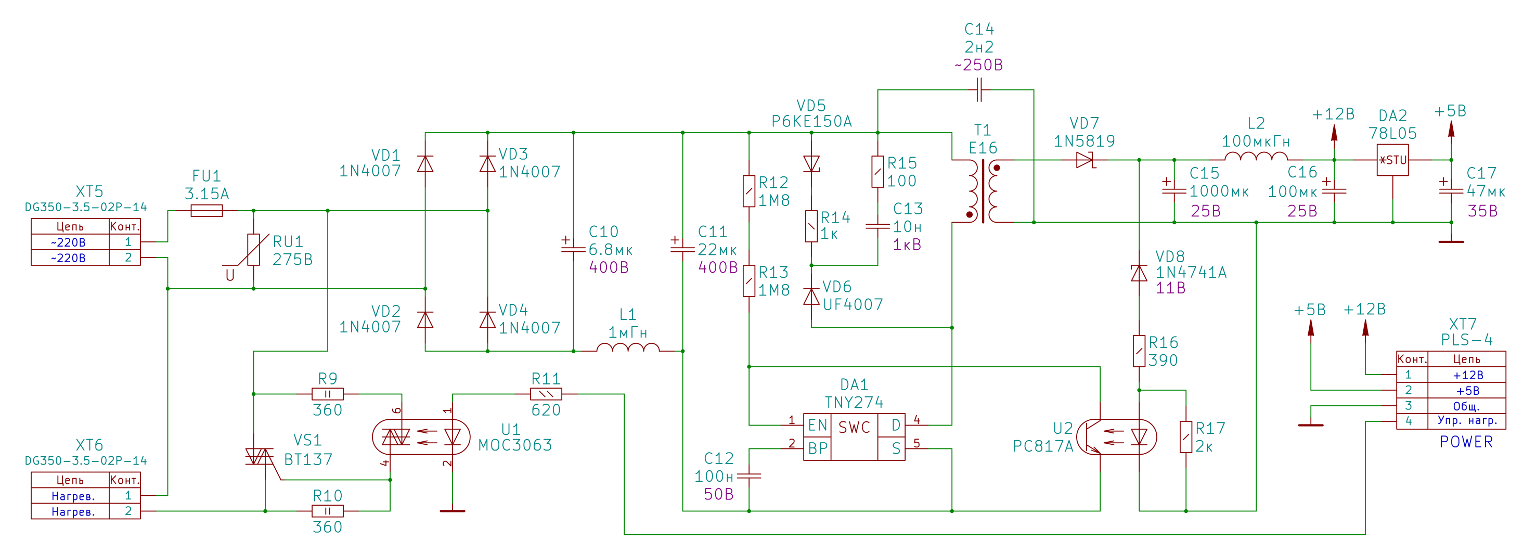 C14
2н2
~250В
VD5
P6KE150A
T1
E16
VD7
1N5819
L2
100мкГн
+12В
DA2
78L05
*STU
+5В
VD1
1N4007
VD3
1N4007
R15
100
R12
1М8
R14
1к
C13
10н
1кВ
C15
1000мк
25В
C16
100мк
25В
C17
47мк
35В
FU1
3.15А
XT5
DG350-3.5-02P-14
Цепь Конт.
~220В 1
~220В 2
RU1
275В
U
C10
6.8мк
400В
C11
22мк
400В
R13
1М8
VD6
UF4007
VD8
1N4741A
11В
VD2
1N4007
VD4
1N4007
L1
1мГн
R16
390
+5В +12В
XT7
PLS-4
Конт. Цепь
1 +12В
2 +5В
3 Общ.
4 Упр. нагр.
POWER
R9
360
R11
620
DA1
TNY274
1 EN SWC D 4
2 BP S 5
6 1
U1
MOC3063
4 2
VS1
BT137
U2
PC817A
R17
2к
C12
100н
50В
XT6
DG350-3.5-02P-14
Цепь Конт.
Нагрев. 1
Нагрев. 2
R10
360